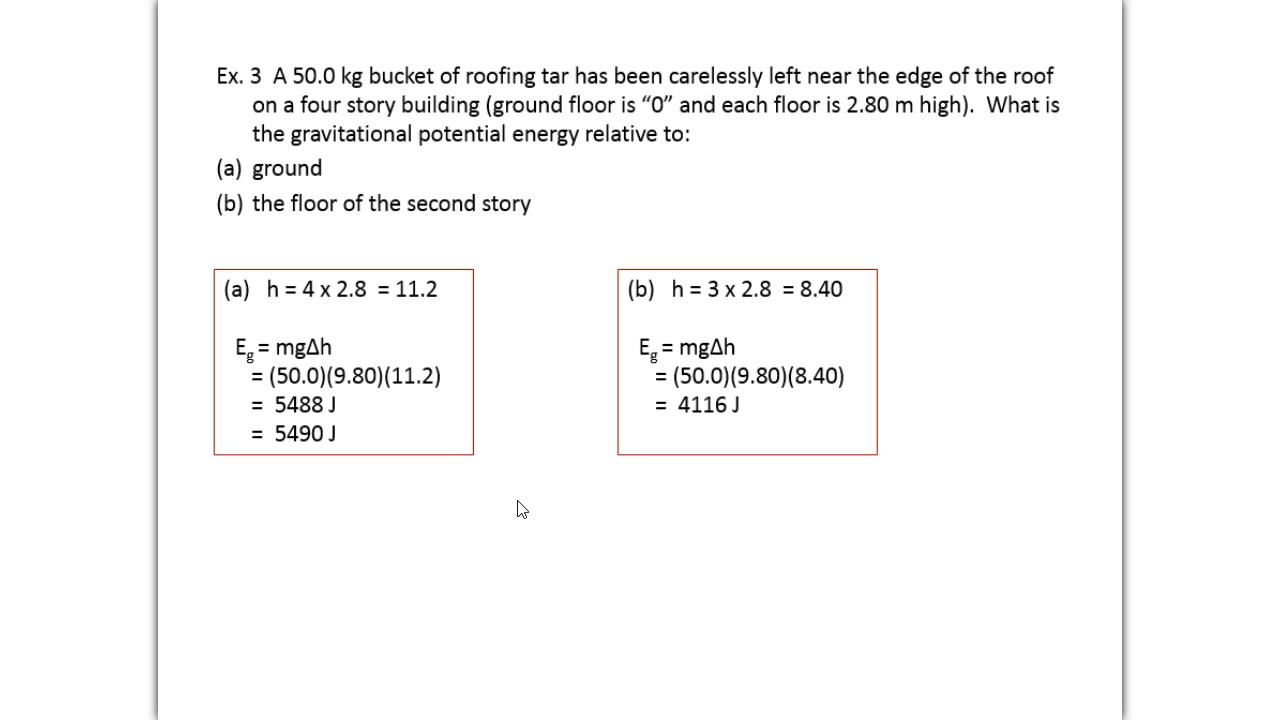 Ex. 3 A 50.0 kg bucket of roofing tar has been carelessly left near the edge of the roof
on a four story building (ground floor is “0” and each floor is 2.80 m high). What is
the gravitational potential energy relative to:
(a) ground
(b) the floor of the second story
(a) h = 4 x 2.8 = 11.2
Eg = mgΔh
= (50.0)(9.80)(11.2)
= 5488 J
= 5490 J
(b) h = 3 x 2.8 = 8.40
Eg = mgΔh
= (50.0)(9.80)(8.40)
= 4116 J